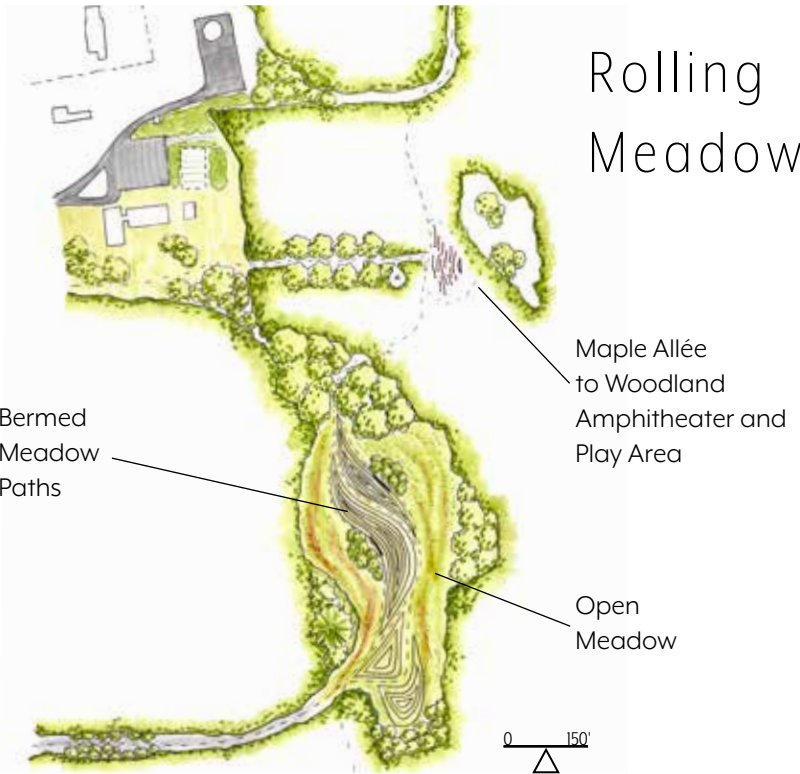 Rolling
Meadow
Maple Allée
to Woodland
Amphitheater and
Play Area
Bermed
Meadow
Paths
Open
Meadow
0 150'